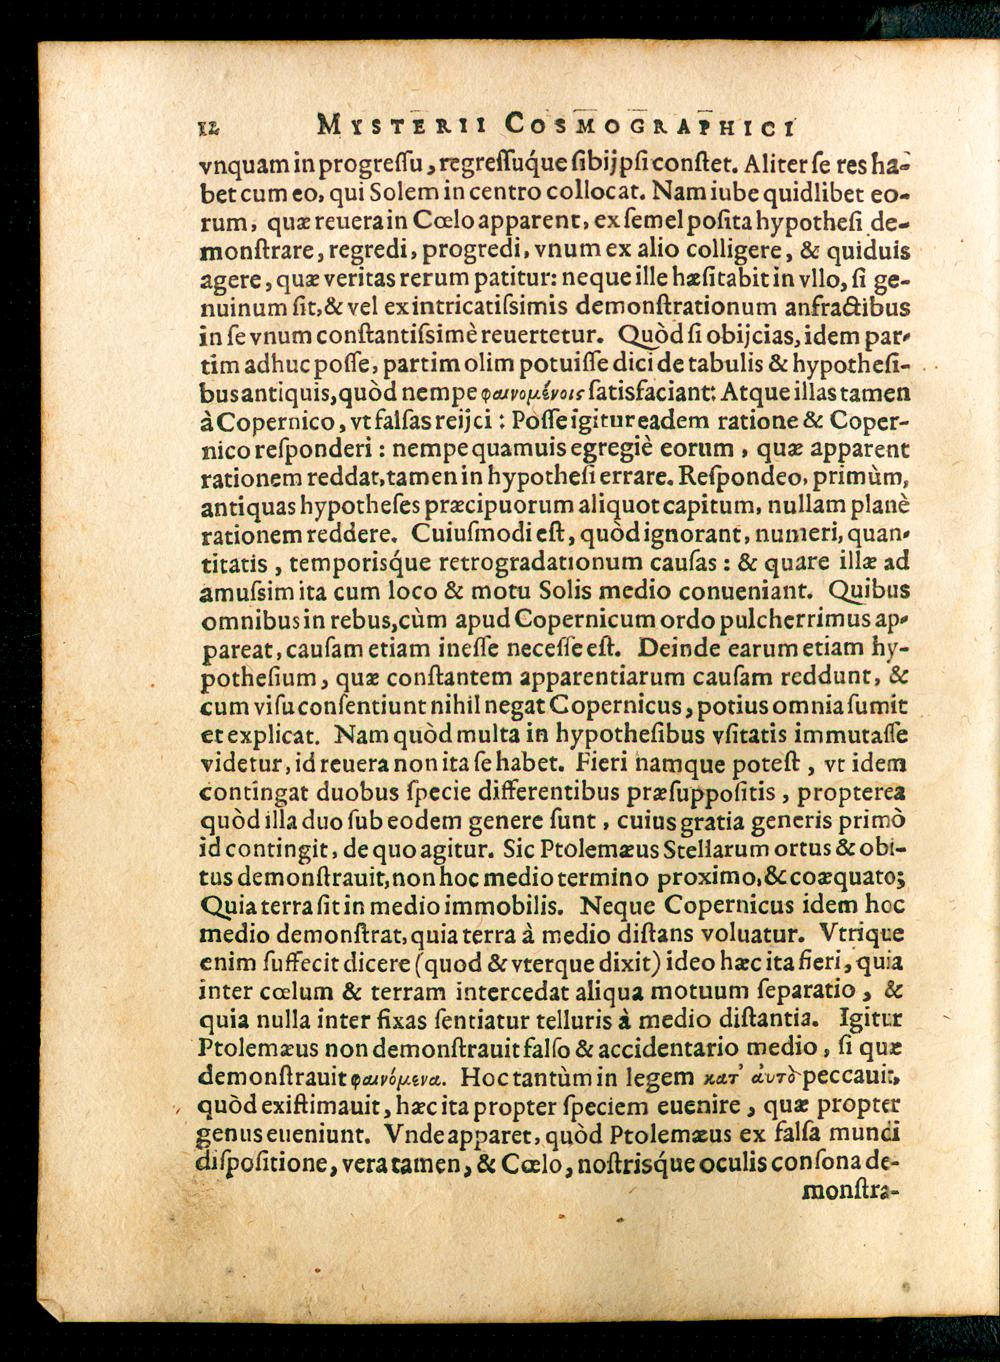 12 MYSTERII COSMOGRAPHICI
vnquam in progreſſu, regreſſuq́ue ſibijpſi conſtet. Aliter ſe res ha-
bet cum eo, qui Solem in centro collocat. Nam iube quidlibet eo-
rum, quæ reuera in Cœlo apparent, ex ſemel poſita hypotheſi de-
monſtrare, regredi, progredi, vnum ex alio colligere, & quiduis
agere, quæ veritas rerum patitur: neque ille hæſitabit in vllo, ſi ge-
nuinum ſit, & vel ex intricatiſsimis demonſtrationum anfractibus
in ſe vnum conſtantiſsimè reuertetur. Quòd ſi obijcias, idem par-
tim adhuc poſſe, partim olim potuiſſe dici de tabulis & hypotheſi-
bus antiquis, quòd nempe φαινομένοις ſatisfaciant: Atque illas tamen
à Copernico, vt falſas reijci: Poſſe igitur eadem ratione & Coper-
nico reſponderi: nempe quamuis egregiè eorum, quæ apparent
rationem reddat, tamen in hypotheſi errare. Reſpondeo, primùm,
antiquas hypotheſes præcipuorum aliquot capitum, nullam planè
rationem reddere. Cuiuſmodi eſt, quòd ignorant, numeri, quan-
titatis, temporisq́ue retrogradationum cauſas: & quare illæ ad
amuſsim ita cum loco & motu Solis medio conueniant. Quibus
omnibus in rebus, cùm apud Copernicum ordo pulcherrimus ap-
pareat, cauſam etiam ineſſe neceſſe eſt. Deinde earum etiam hy-
potheſium, quæ conſtantem apparentiarum cauſam reddunt, &
cum viſu conſentiunt nihil negat Copernicus, potius omnia ſumit
et explicat. Nam quòd multa in hypotheſibus vſitatis immutaſſe
videtur, id reuera non ita ſe habet. Fieri namque poteſt, vt idem
contingat duobus ſpecie differentibus præſuppoſitis, propterea
quòd illa duo ſub eodem genere ſunt, cuius gratia generis primò
id contingit, de quo agitur. Sic Ptolemæus Stellarum ortus & obi-
tus demonſtrauit, non hoc medio termino proximo, & coæquato;
Quia terra ſit in medio immobilis. Neque Copernicus idem hoc
medio demonſtrat, quia terra à medio diſtans voluatur. Vtrique
enim ſuffecit dicere (quod & vterque dixit) ideo hæc ita fieri, quia
inter cœlum & terram intercedat aliqua motuum ſeparatio, &
quia nulla inter fixas ſentiatur telluris à medio diſtantia. Igitur
Ptolemæus non demonſtrauit falſo & accidentario medio, ſi quæ
demonſtrauit φαινόμενα. Hoc tantùm in legem κατ’ ἀυτὸ peccauit,
quòd exiſtimauit, hæc ita propter ſpeciem euenire, quæ propter
genus eueniunt. Vnde apparet, quòd Ptolemæus ex falſa mundi
diſpoſitione, vera tamen, & Cœlo, noſtrisq́ue oculis conſona de-
monſtra-